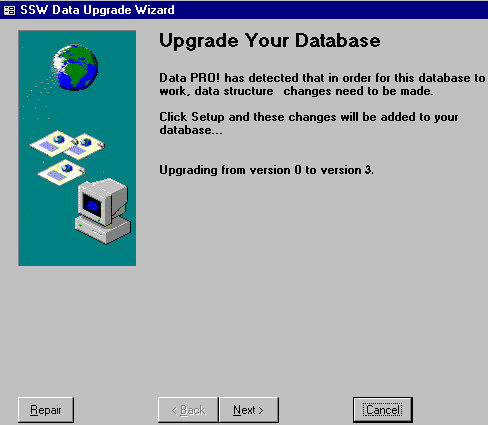 SSW Data Upgrade Wizard
Upgrade Your Database
Data PRO! has detected that in order for this database to
work, data structure changes need to be made.
Click Setup and these changes will be added to your
database...
Upgrading from version 0 to version 3.
Repair
< Back
Next >
Cancel